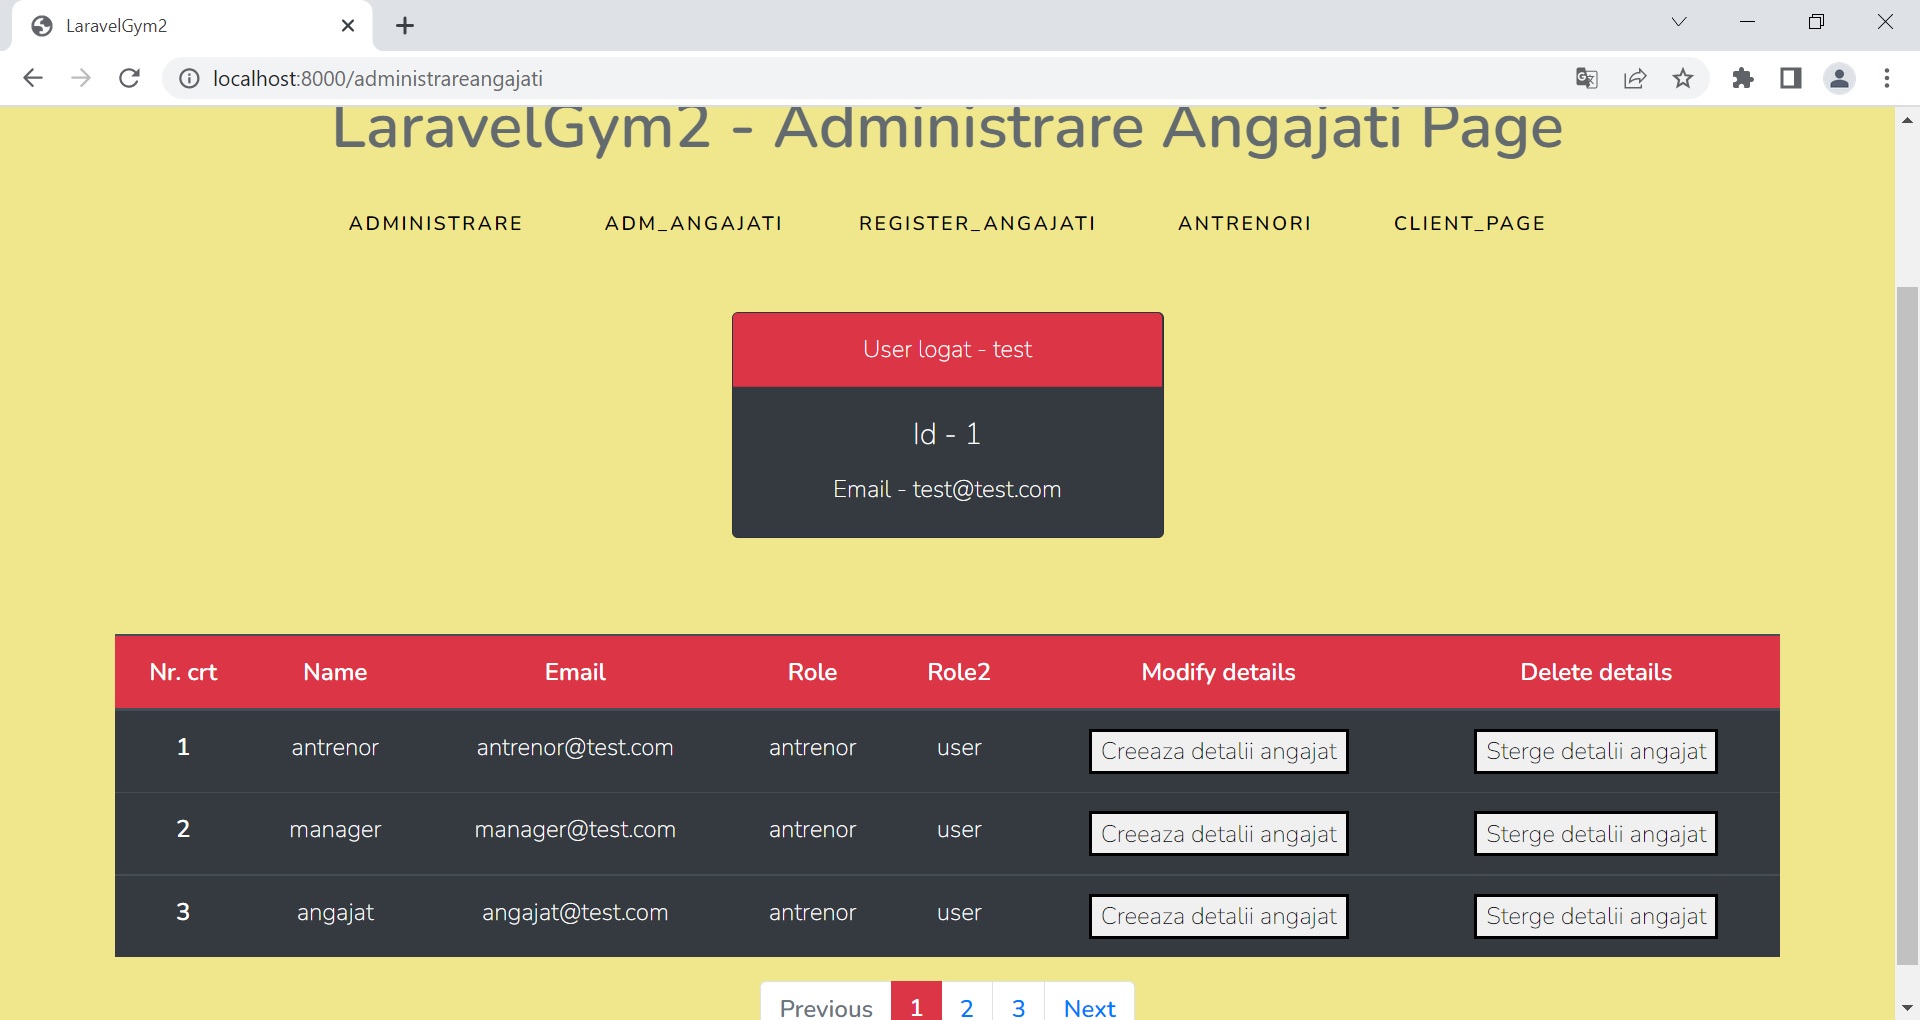 LaravelGym2
localhost:8000/administrareangajati
LaravelGym2 - Administrare Angajati Page
ADMINISTRARE ADM_ANGAJATI REGISTER_ANGAJATI ANTRENORI CLIENT_PAGE
User logat - test
Id - 1
Email - test@test.com
Nr. crt Name Email Role Role2 Modify details Delete details
1 antrenor antrenor@test.com antrenor user Creeaza detalii angajat Sterge detalii angajat
2 manager manager@test.com antrenor user Creeaza detalii angajat Sterge detalii angajat
3 angajat angajat@test.com antrenor user Creeaza detalii angajat Sterge detalii angajat
Previous 1 2 3 Next